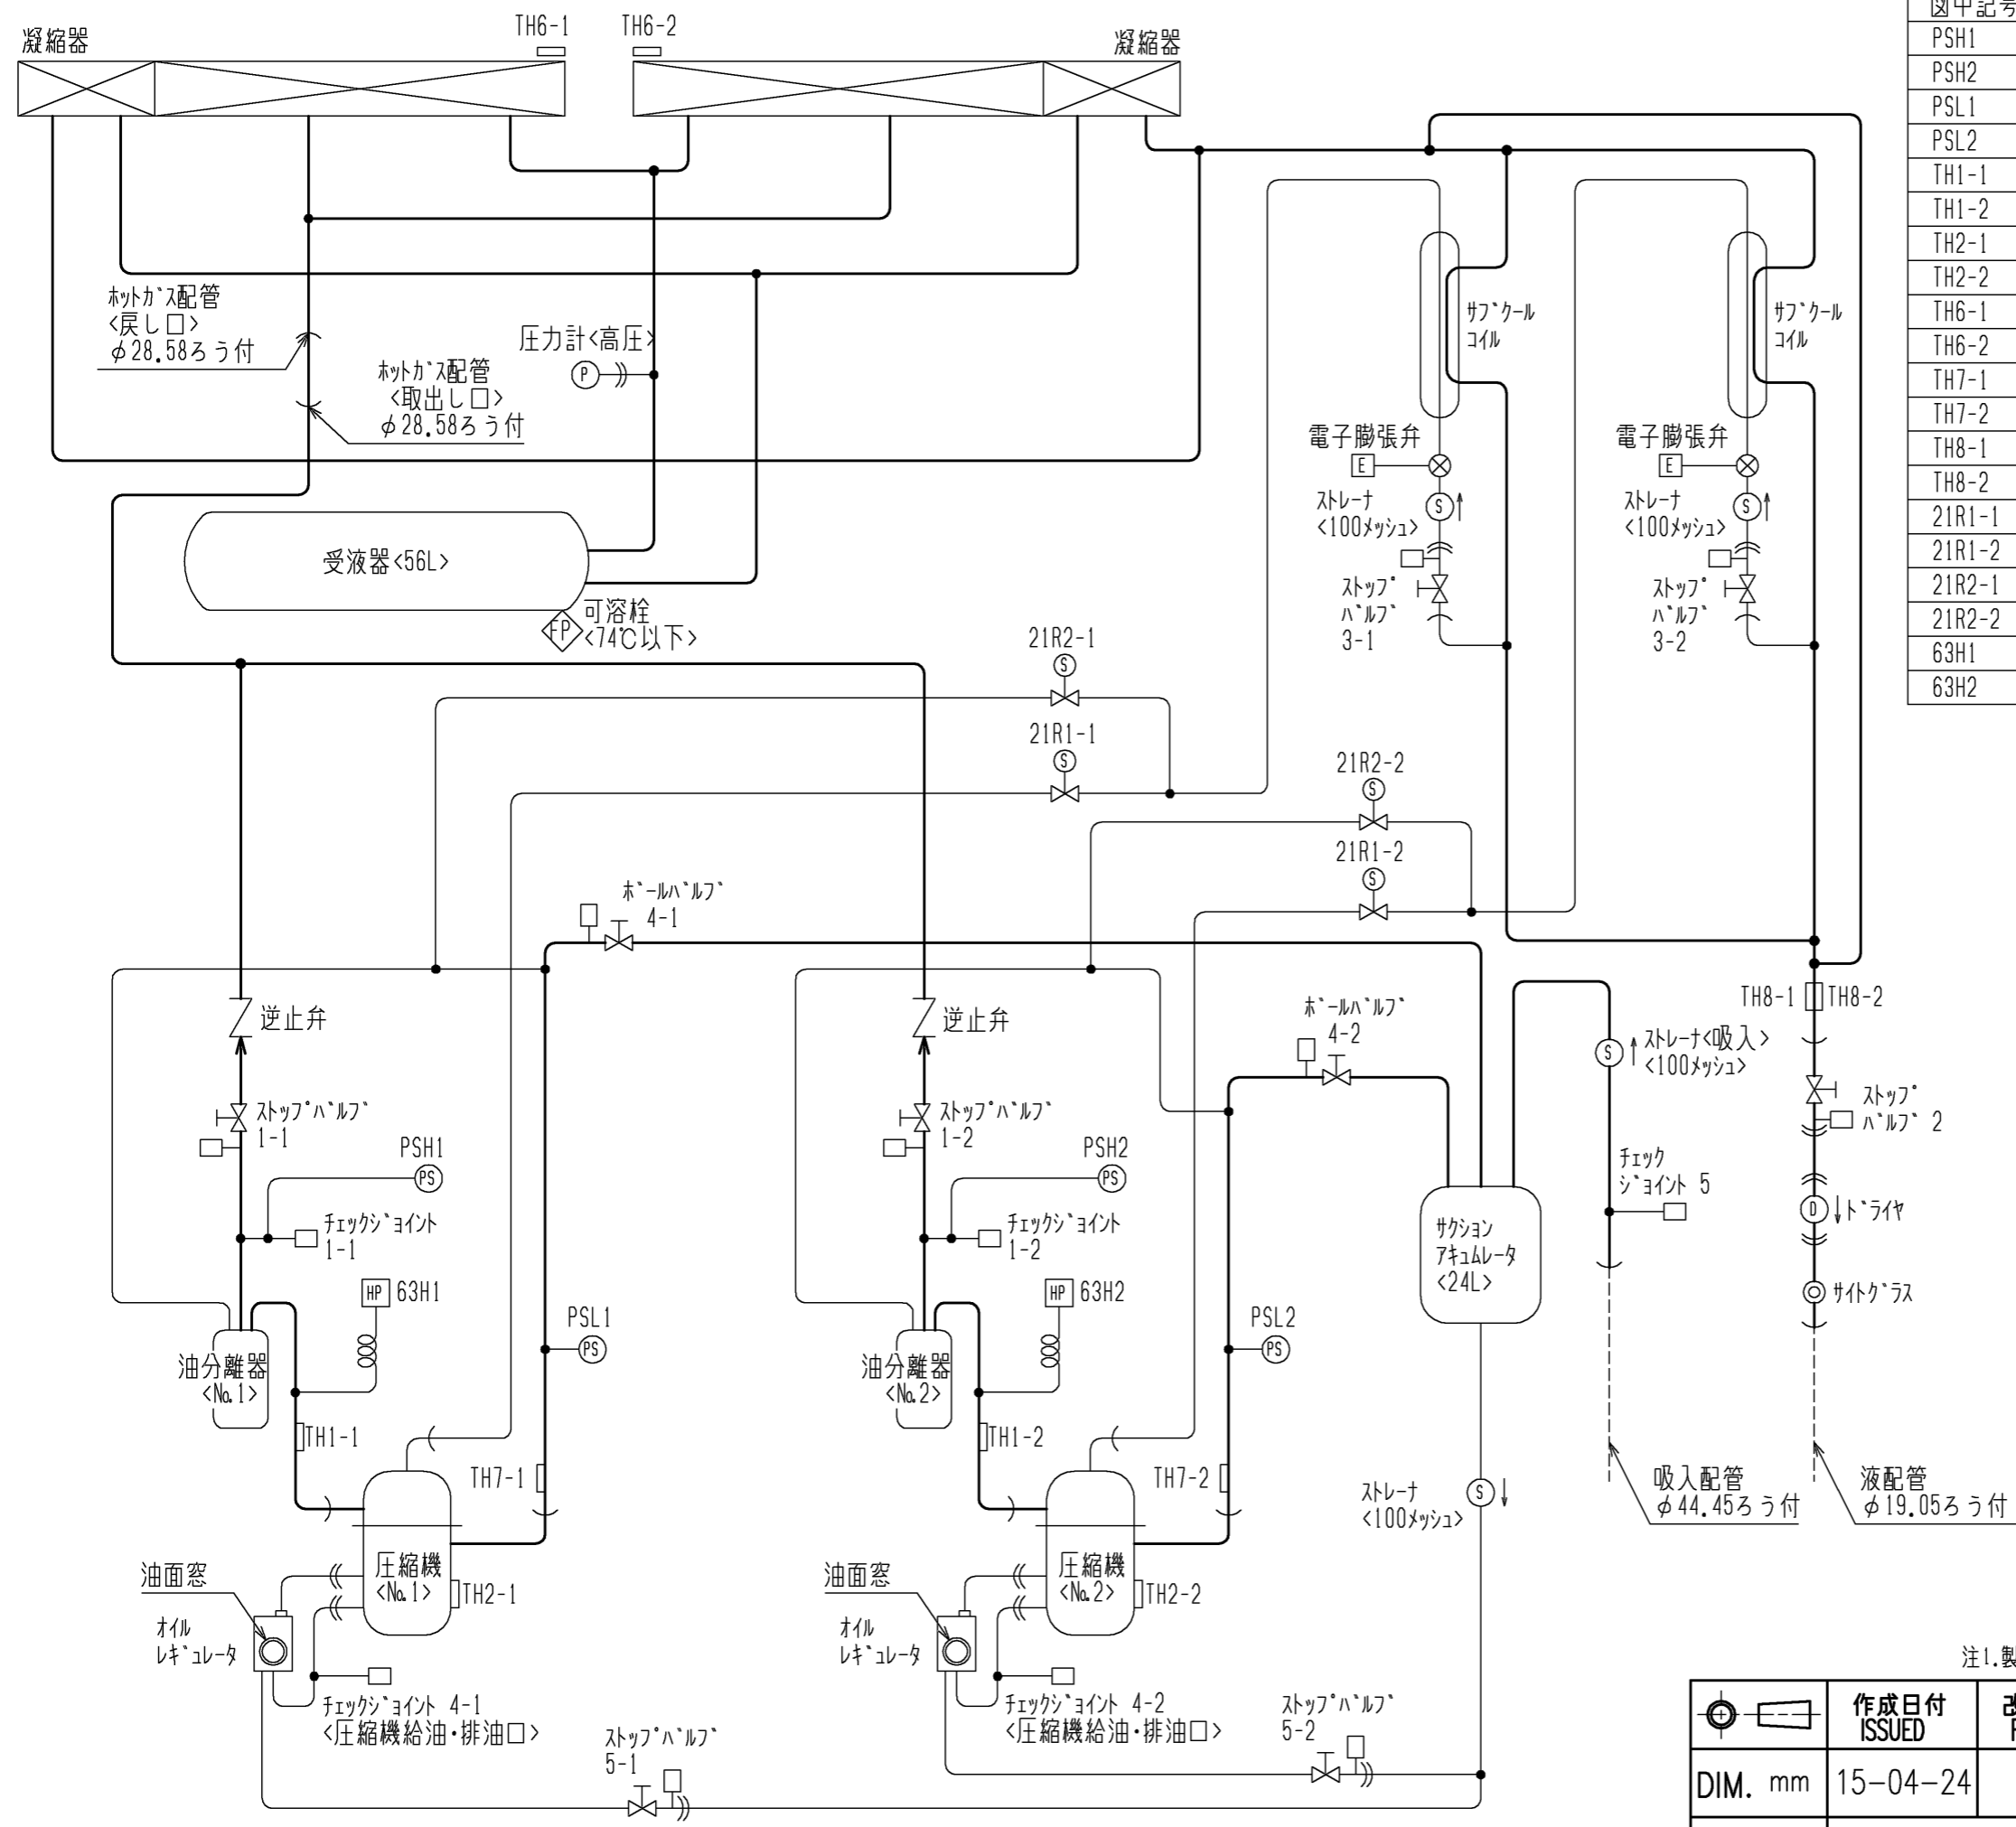 TH6-1
TH6-2
凝縮器
凝縮器
PSH1
PSH2
PSL1
PSL2
TH1-1
TH1-2
TH2-1
TH2-2
TH6-1
TH6-2
TH7-1
TH7-2
TH8-1
TH8-2
21R1-1
21R1-2
21R2-1
21R2-2
63H1
63H2
ホットガス配管
<戻し口>
φ28.58ろう付
ホットガス配管
<取出し口>
φ28.58ろう付
圧力計<高圧>
P
サブクール
コイル
サブクール
コイル
電子膨張弁
E
ストレーナ
<100メッシュ>
S
ストップ
バルブ
3-1
電子膨張弁
E
ストレーナ
<100メッシュ>
S
ストップ
バルブ
3-2
受液器<56L>
FP
可溶栓
<74℃以下>
21R2-1
S
21R1-1
S
21R2-2
S
21R1-2
S
ボールバルブ
4-1
逆止弁
逆止弁
ボールバルブ
4-2
TH8-1
TH8-2
S
ストレーナ<吸入>
<100メッシュ>
ストップバルブ
1-1
ストップバルブ
1-2
ストップ
バルブ 2
PSH1
PS
PSH2
PS
チェック
ジョイント 5
チェックジョイント
1-1
チェックジョイント
1-2
D
ドライヤ
サクション
アキュムレータ
<24L>
サイトグラス
HP
63H1
HP
63H2
PSL1
PS
PSL2
PS
油分離器
<No.1>
油分離器
<No.2>
TH1-1
TH1-2
TH7-1
TH7-2
ストレーナ
<100メッシュ>
S
吸入配管
φ44.45ろう付
液配管
φ19.05ろう付
油面窓
圧縮機
<No.1>
TH2-1
油面窓
圧縮機
<No.2>
TH2-2
オイル
レギュレータ
オイル
レギュレータ
チェックジョイント 4-1
<圧縮機給油・排油口>
チェックジョイント 4-2
<圧縮機給油・排油口>
ストップバルブ
5-1
ストップバルブ
5-2
注1.
作成日付
ISSUED
DIM. mm
15-04-24